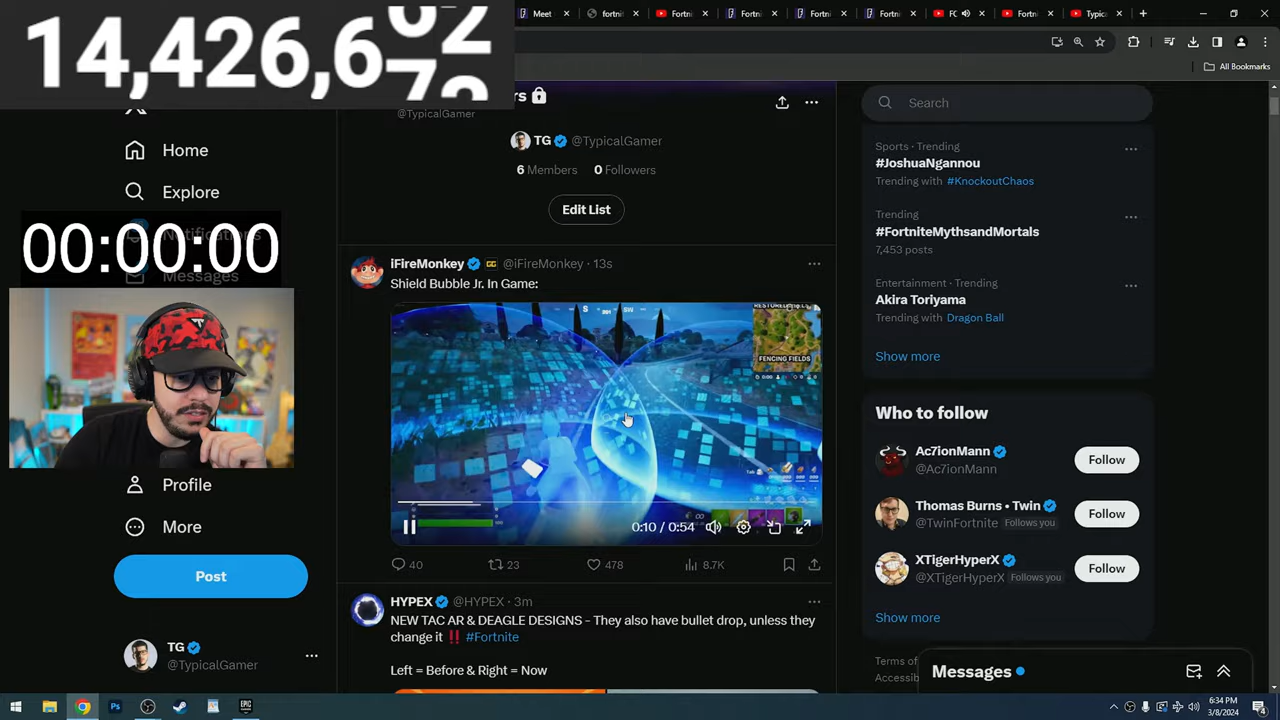 14,426,6
Meet
fortnit
Fortni
Fortni
Fortni
Fortni
FO
Fortni
Typica
All Bookmarks
rs
@TypicalGamer
TG @TypicalGamer
6 Members 0 Followers
Edit List
Home
Explore
Notifications
00:00:00
Messages
Profile
More
Post
TG
@TypicalGamer
iFireMonkey @iFireMonkey · 13s
Shield Bubble Jr. In Game:
S SW
FENCING FIELDS
0:10 / 0:54
40 23 478 8.7K
HYPEX @HYPEX · 3m
NEW TAC AR & DEAGLE DESIGNS - They also have bullet drop, unless they
change it ‼️ #Fortnite
Left = Before & Right = Now
Search
Sports · Trending
#JoshuaNgannou
Trending with #KnockoutChaos
Trending
#FortniteMythsandMortals
7,453 posts
Entertainment · Trending
Akira Toriyama
Trending with Dragon Ball
Show more
Who to follow
Ac7ionMann
@Ac7ionMann
Follow
Thomas Burns • Twin
@TwinFortnite Follows you
Follow
XTigerHyperX
@XTigerHyperX Follows you
Follow
Show more
Terms of
Accessib
Messages
6:34 PM
3/8/2024